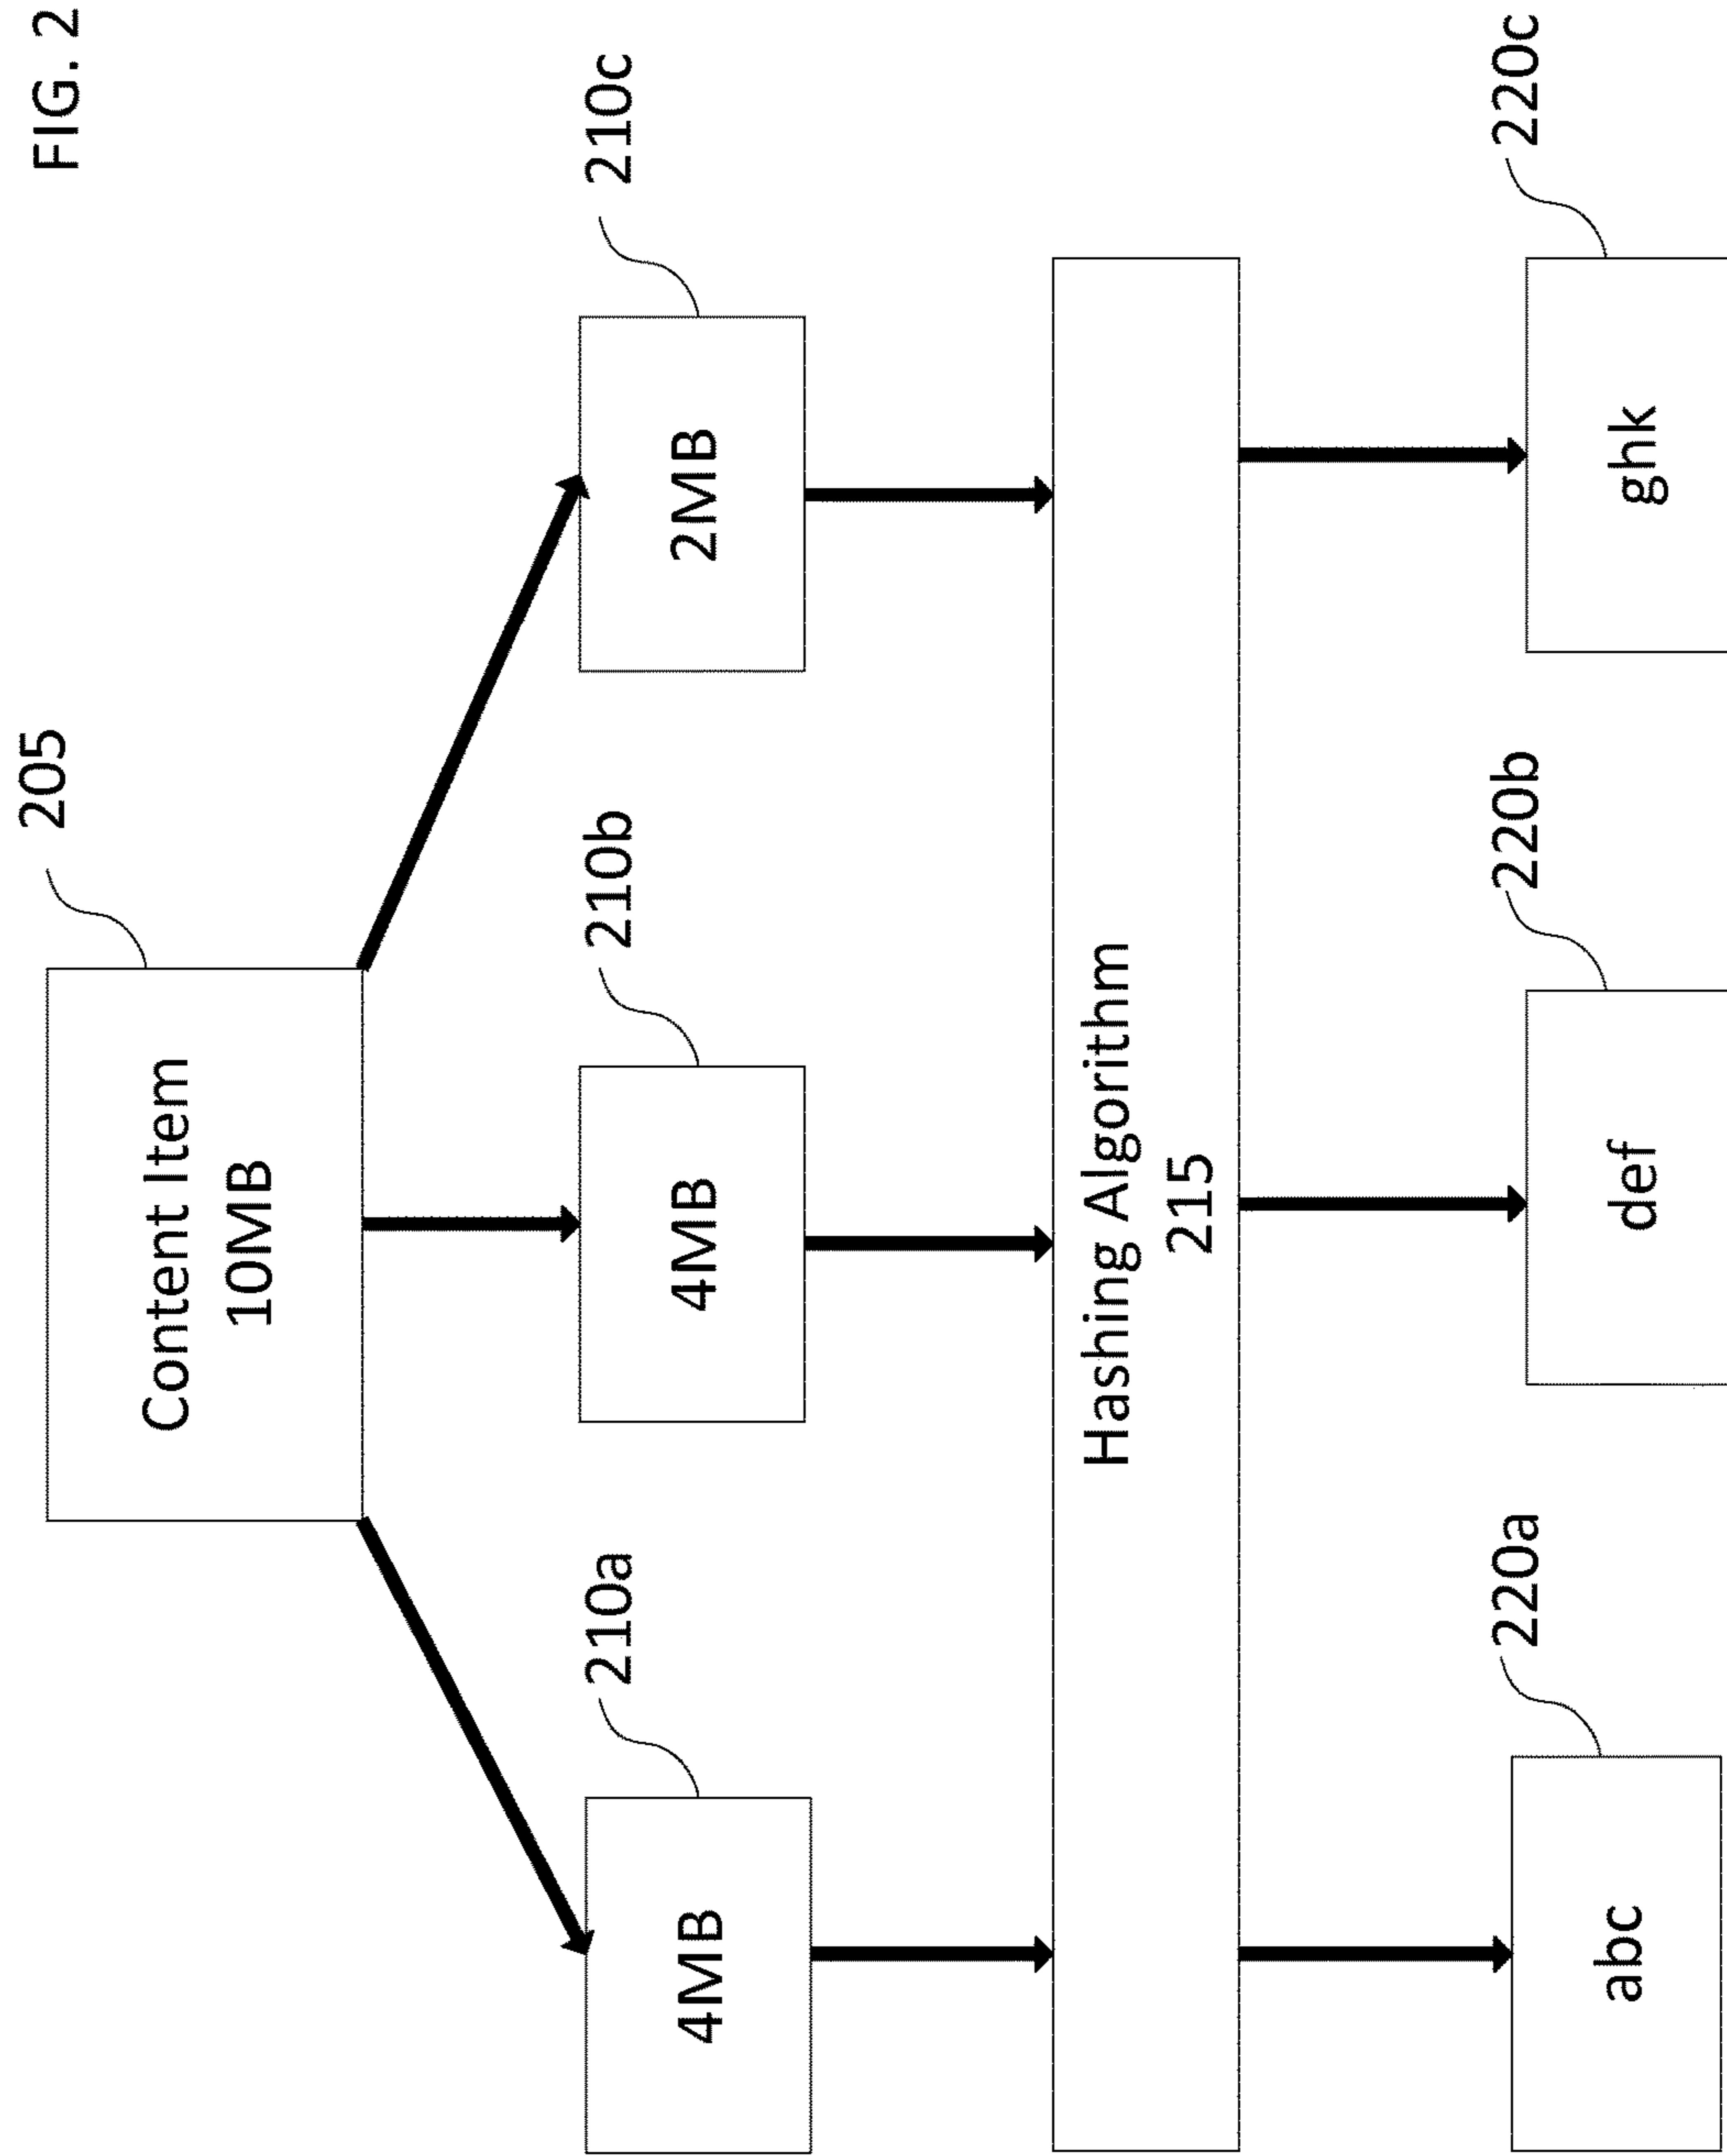 FIG. 2
205
Content Item
10MB
210a
210b
210c
4MB
4MB
2MB
Hashing Algorithm
215
220a
220b
220c
abc
def
ghk